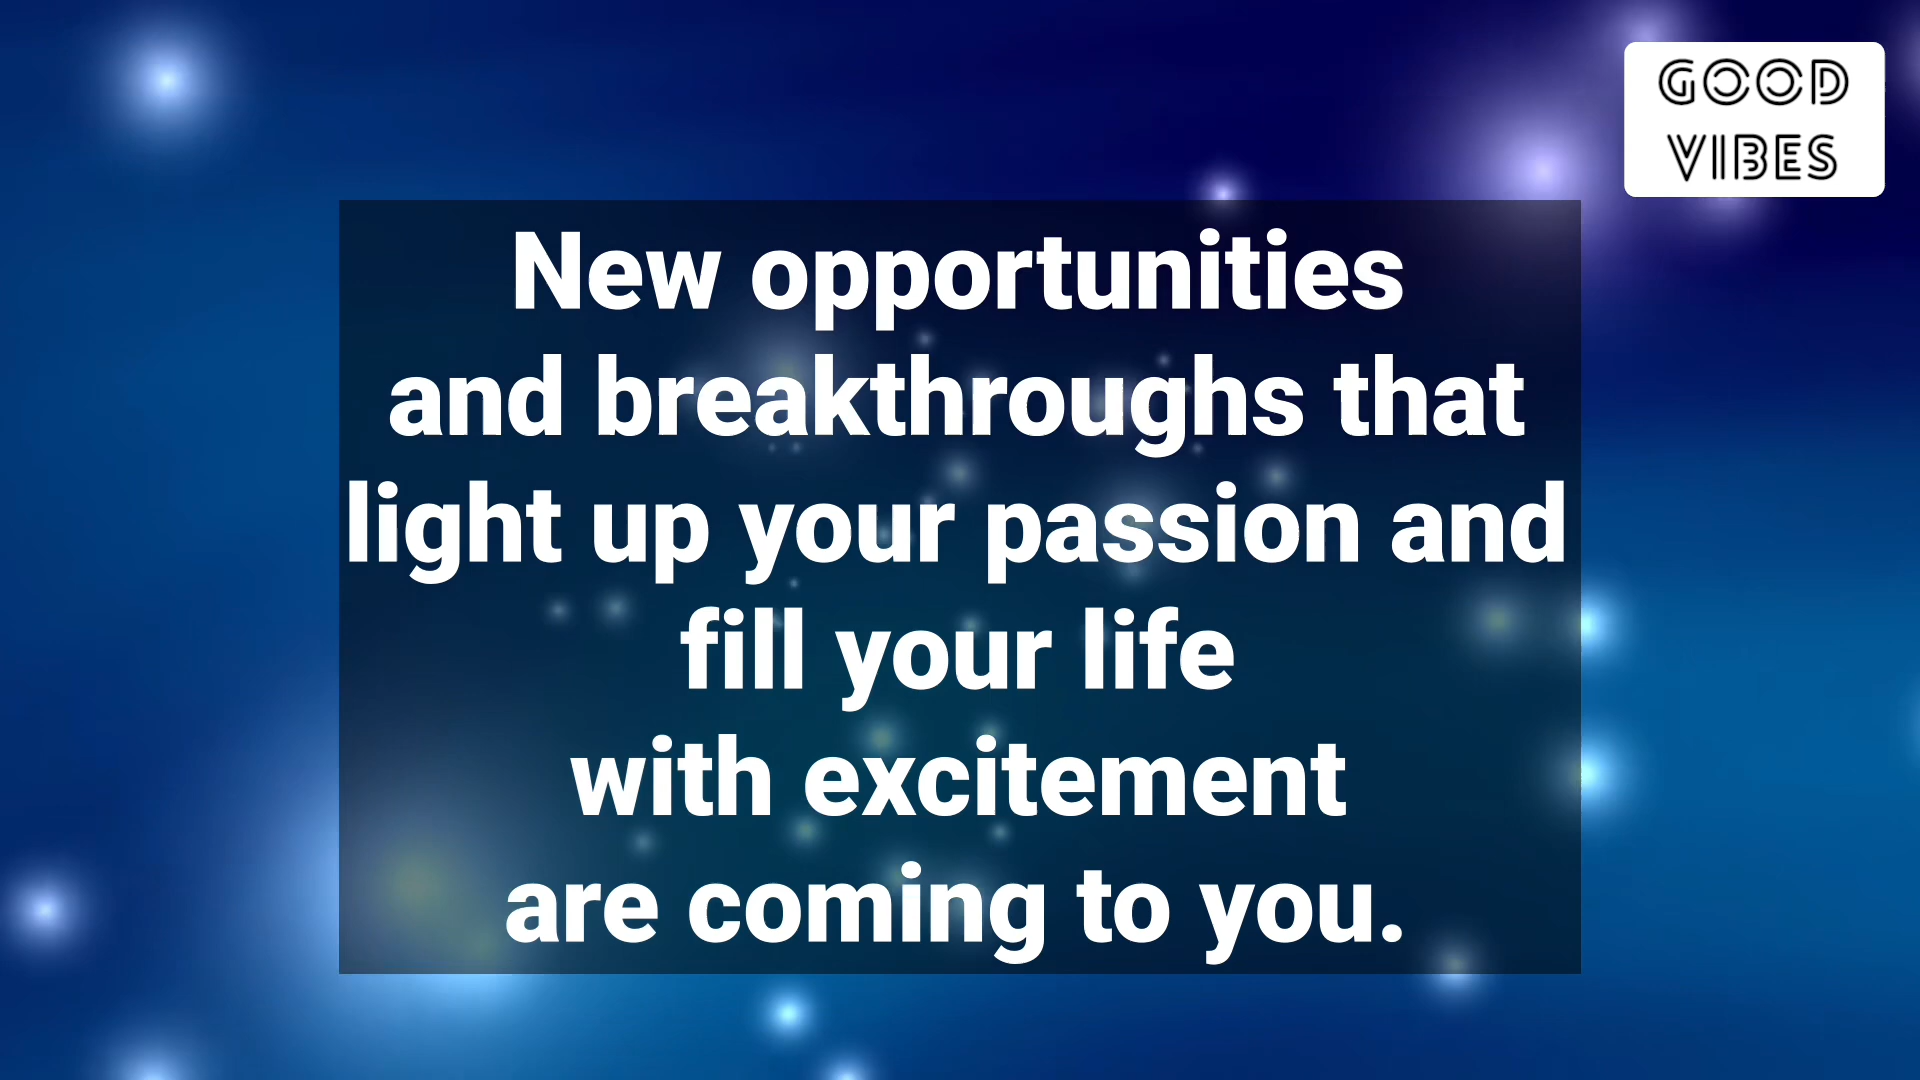 GOOD
VIBES
New opportunities
and breakthroughs that
light up your passion and
fill your life
with excitement
are coming to you.